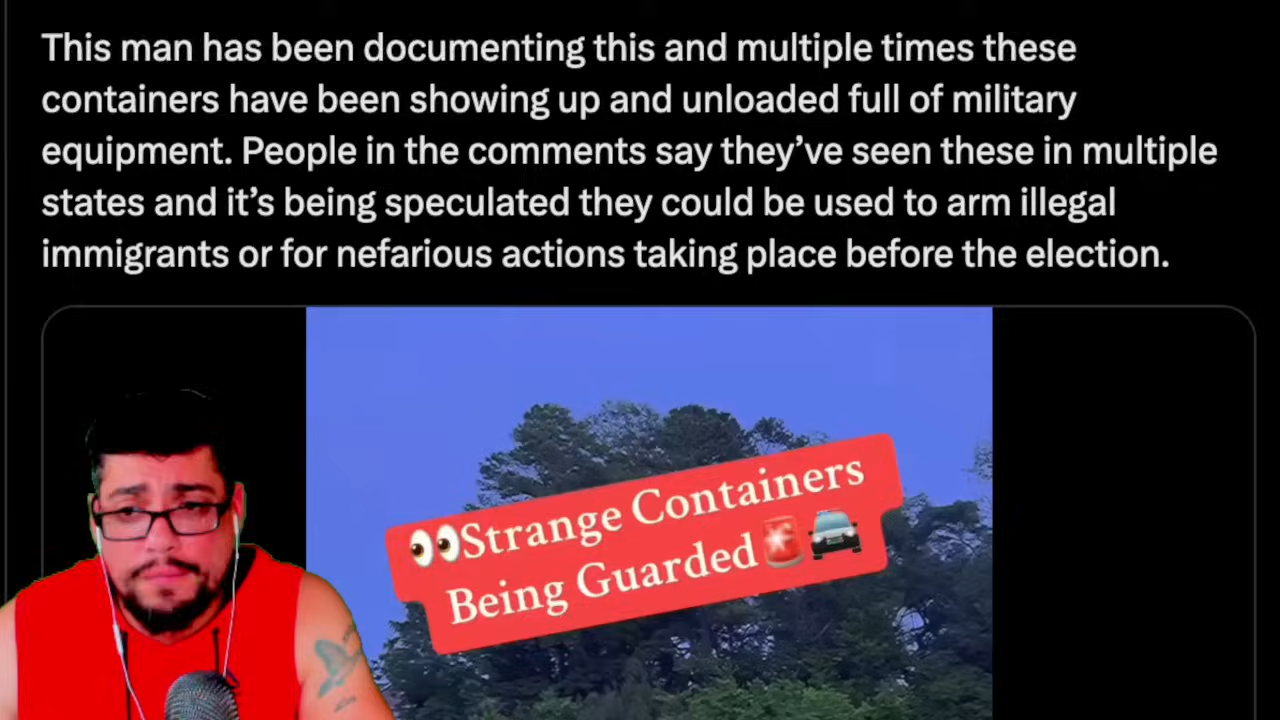 This man has been documenting this and multiple times these
containers have been showing up and unloaded full of military
equipment. People in the comments say they’ve seen these in multiple
states and it’s being speculated they could be used to arm illegal
immigrants or for nefarious actions taking place before the election.
👀Strange Containers
Being Guarded🚨🚔